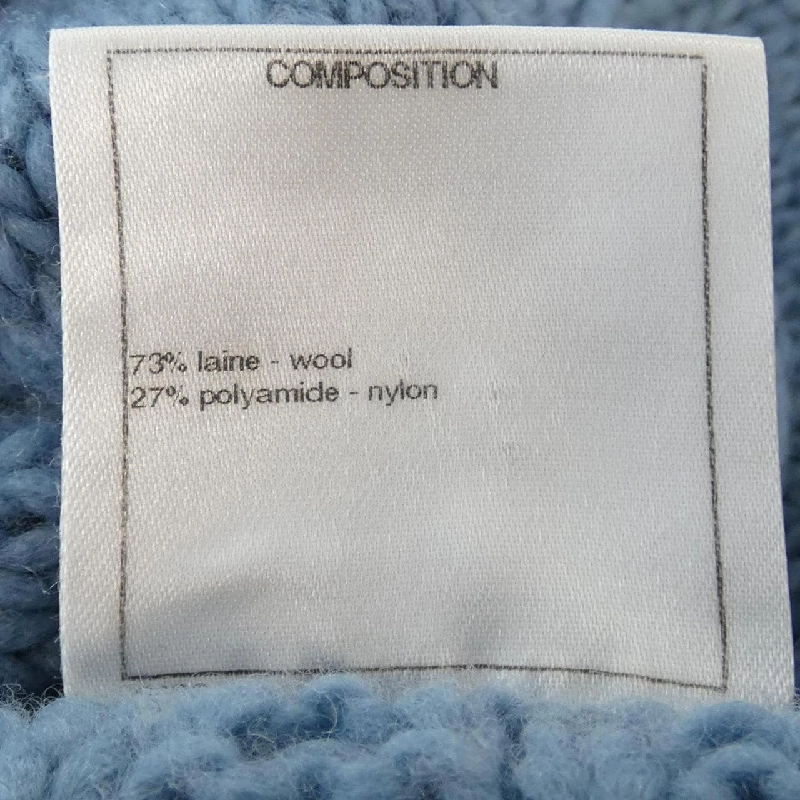 COMPOSITION
73% laine - wool
27% polyamide - nylon